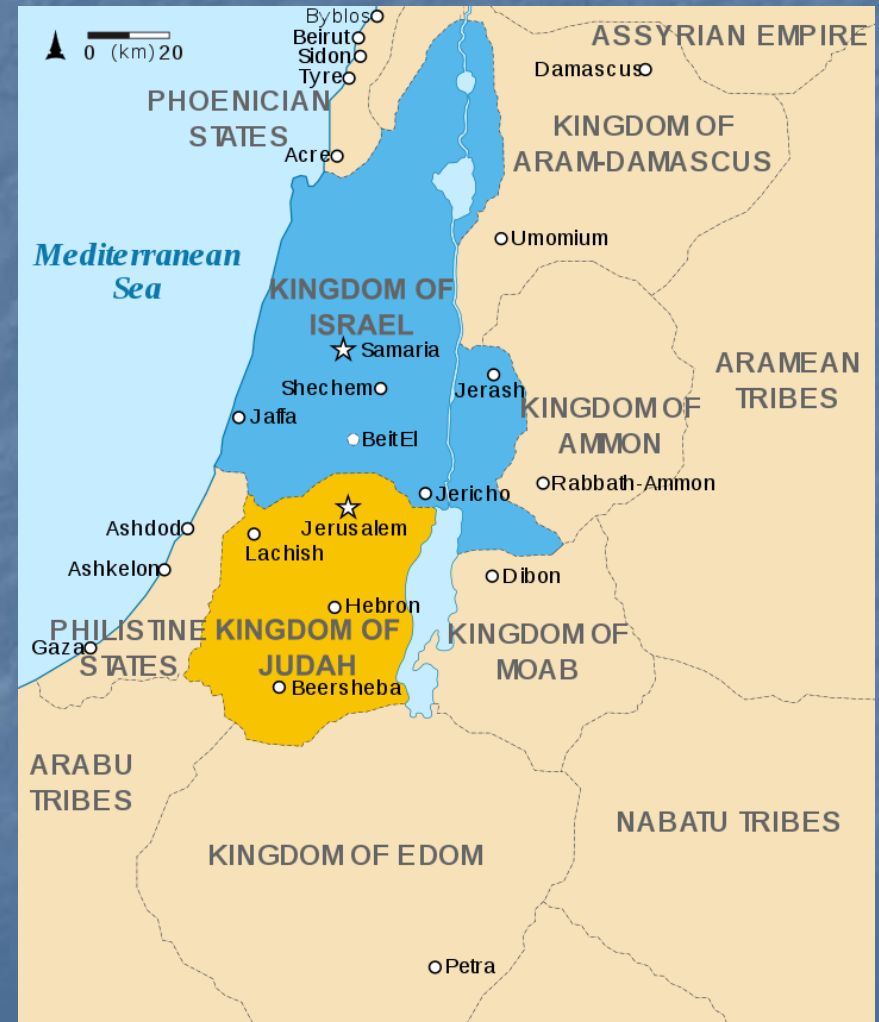 Byblos
Beirut
Sidon
Tyre
0 (km) 20
ASSYRIAN EMPIRE
Damascus
PHOENICIAN
STATES
KINGDOM OF
ARAM-DAMASCUS
Acre
Umomium
Mediterranean
Sea
KINGDOM OF
ISRAEL
Samaria
Shechem
Jerash
ARAMEAN
TRIBES
Jaffa
KINGDOM OF
AMMON
BeitEl
Jericho
Rabbath-Ammon
Ashdod
Jerusalem
Lachish
Ashkelon
Dibon
Hebron
PHILISTINE
STATES
Gaza
KINGDOM OF
JUDAH
KINGDOM OF
MOAB
Beersheba
ARABU
TRIBES
NABATU TRIBES
KINGDOM OF EDOM
Petra